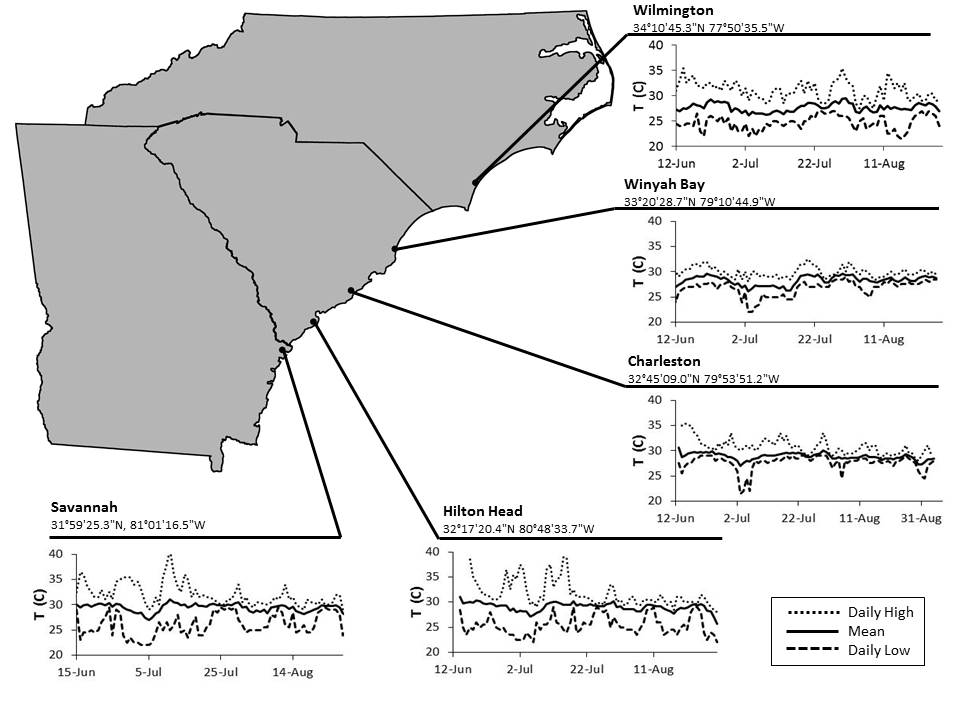 Wilmington
34°10'45.3"N 77°50'35.5"W
40
35
30
25
20
T (C)
12-Jun 2-Jul 22-Jul 11-Aug
Winyah Bay
33°20'28.7"N 79°10'44.9"W
40
35
30
25
20
T (C)
12-Jun 2-Jul 22-Jul 11-Aug
Charleston
32°45'09.0"N 79°53'51.2"W
40
35
30
25
20
T (C)
12-Jun 2-Jul 22-Jul 11-Aug 31-Aug
Savannah
31°59'25.3"N, 81°01'16.5"W
40
35
30
25
20
T (C)
15-Jun 5-Jul 25-Jul 14-Aug
Hilton Head
32°17'20.4"N 80°48'33.7"W
40
35
30
25
20
T (C)
12-Jun 2-Jul 22-Jul 11-Aug
Daily High
Mean
Daily Low